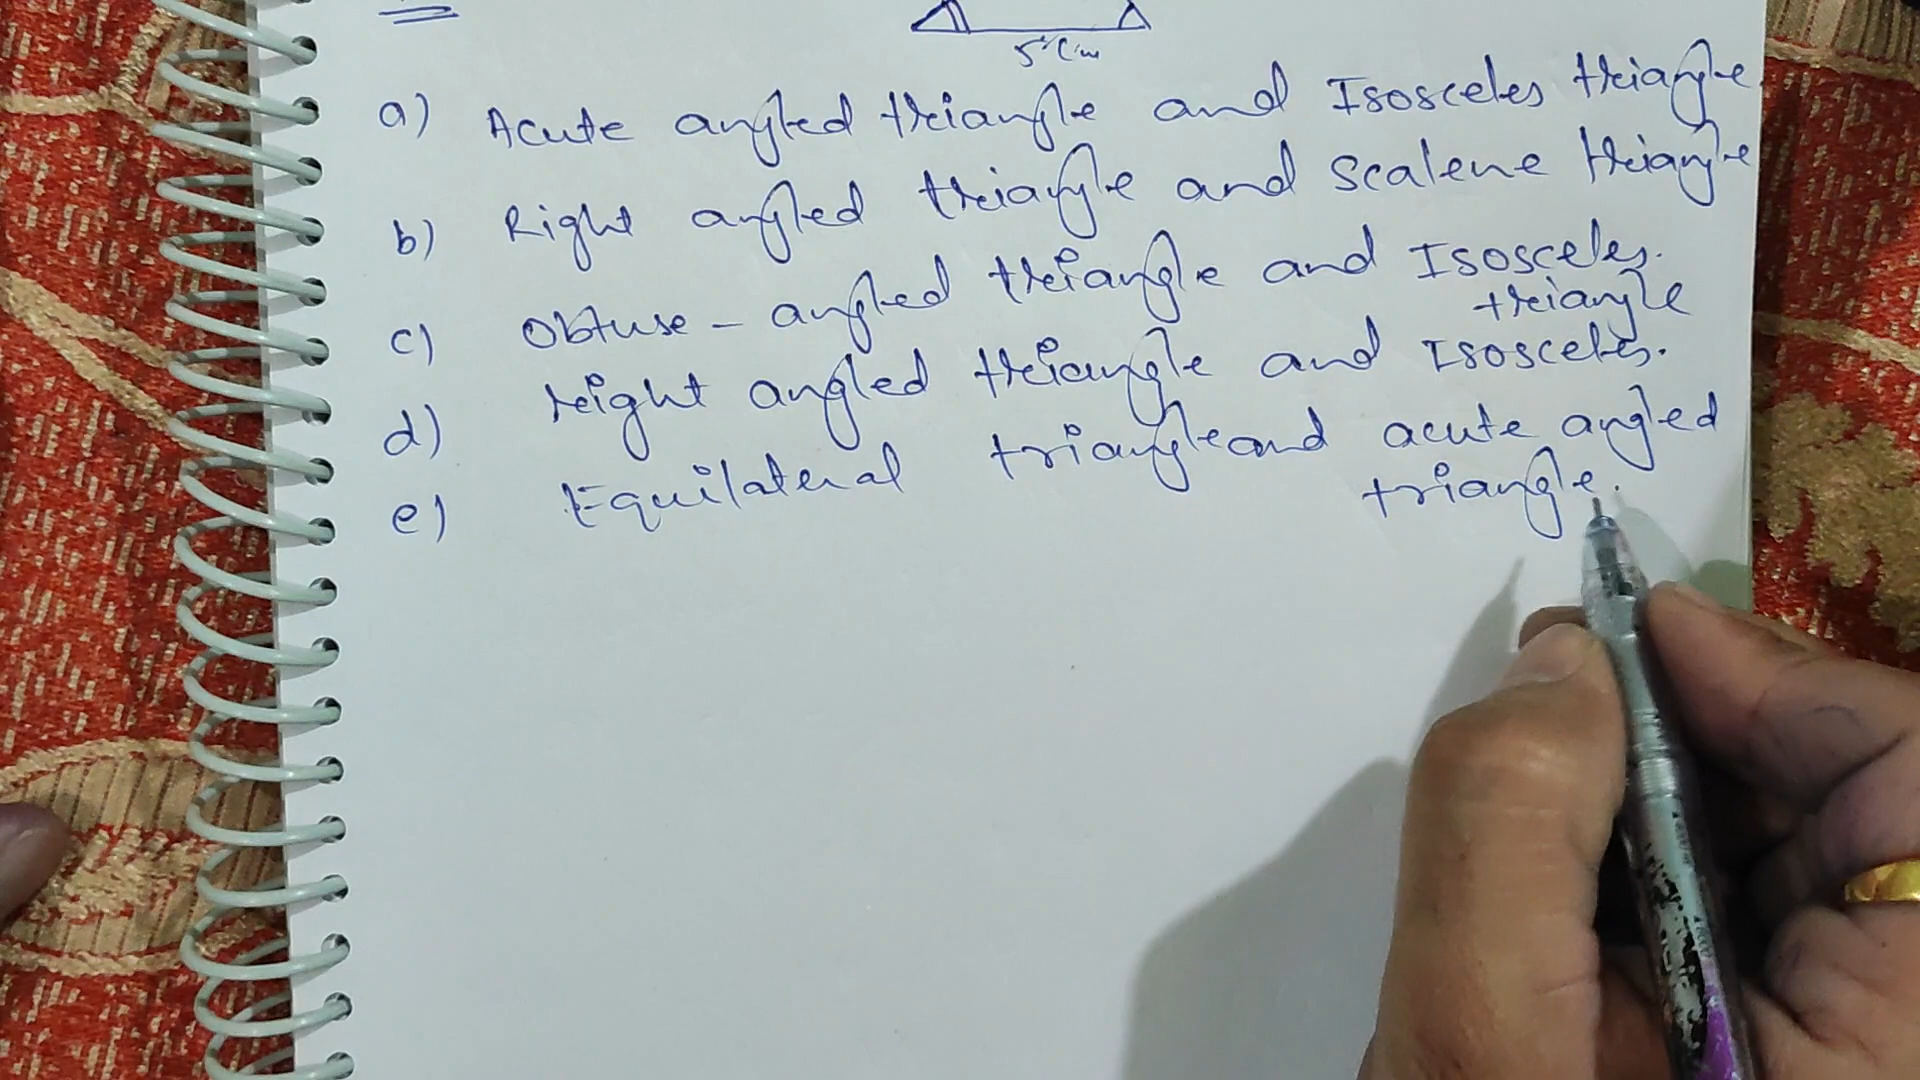 5 cm
a) Acute angled triangle and Isosceles triangle
b) Right angled triangle and Scalene triangle
c) Obtuse - angled triangle and Isosceles.
triangle
d) right angled triangle and Isosceles.
e) Equilateral triangle and acute angled
triangle.